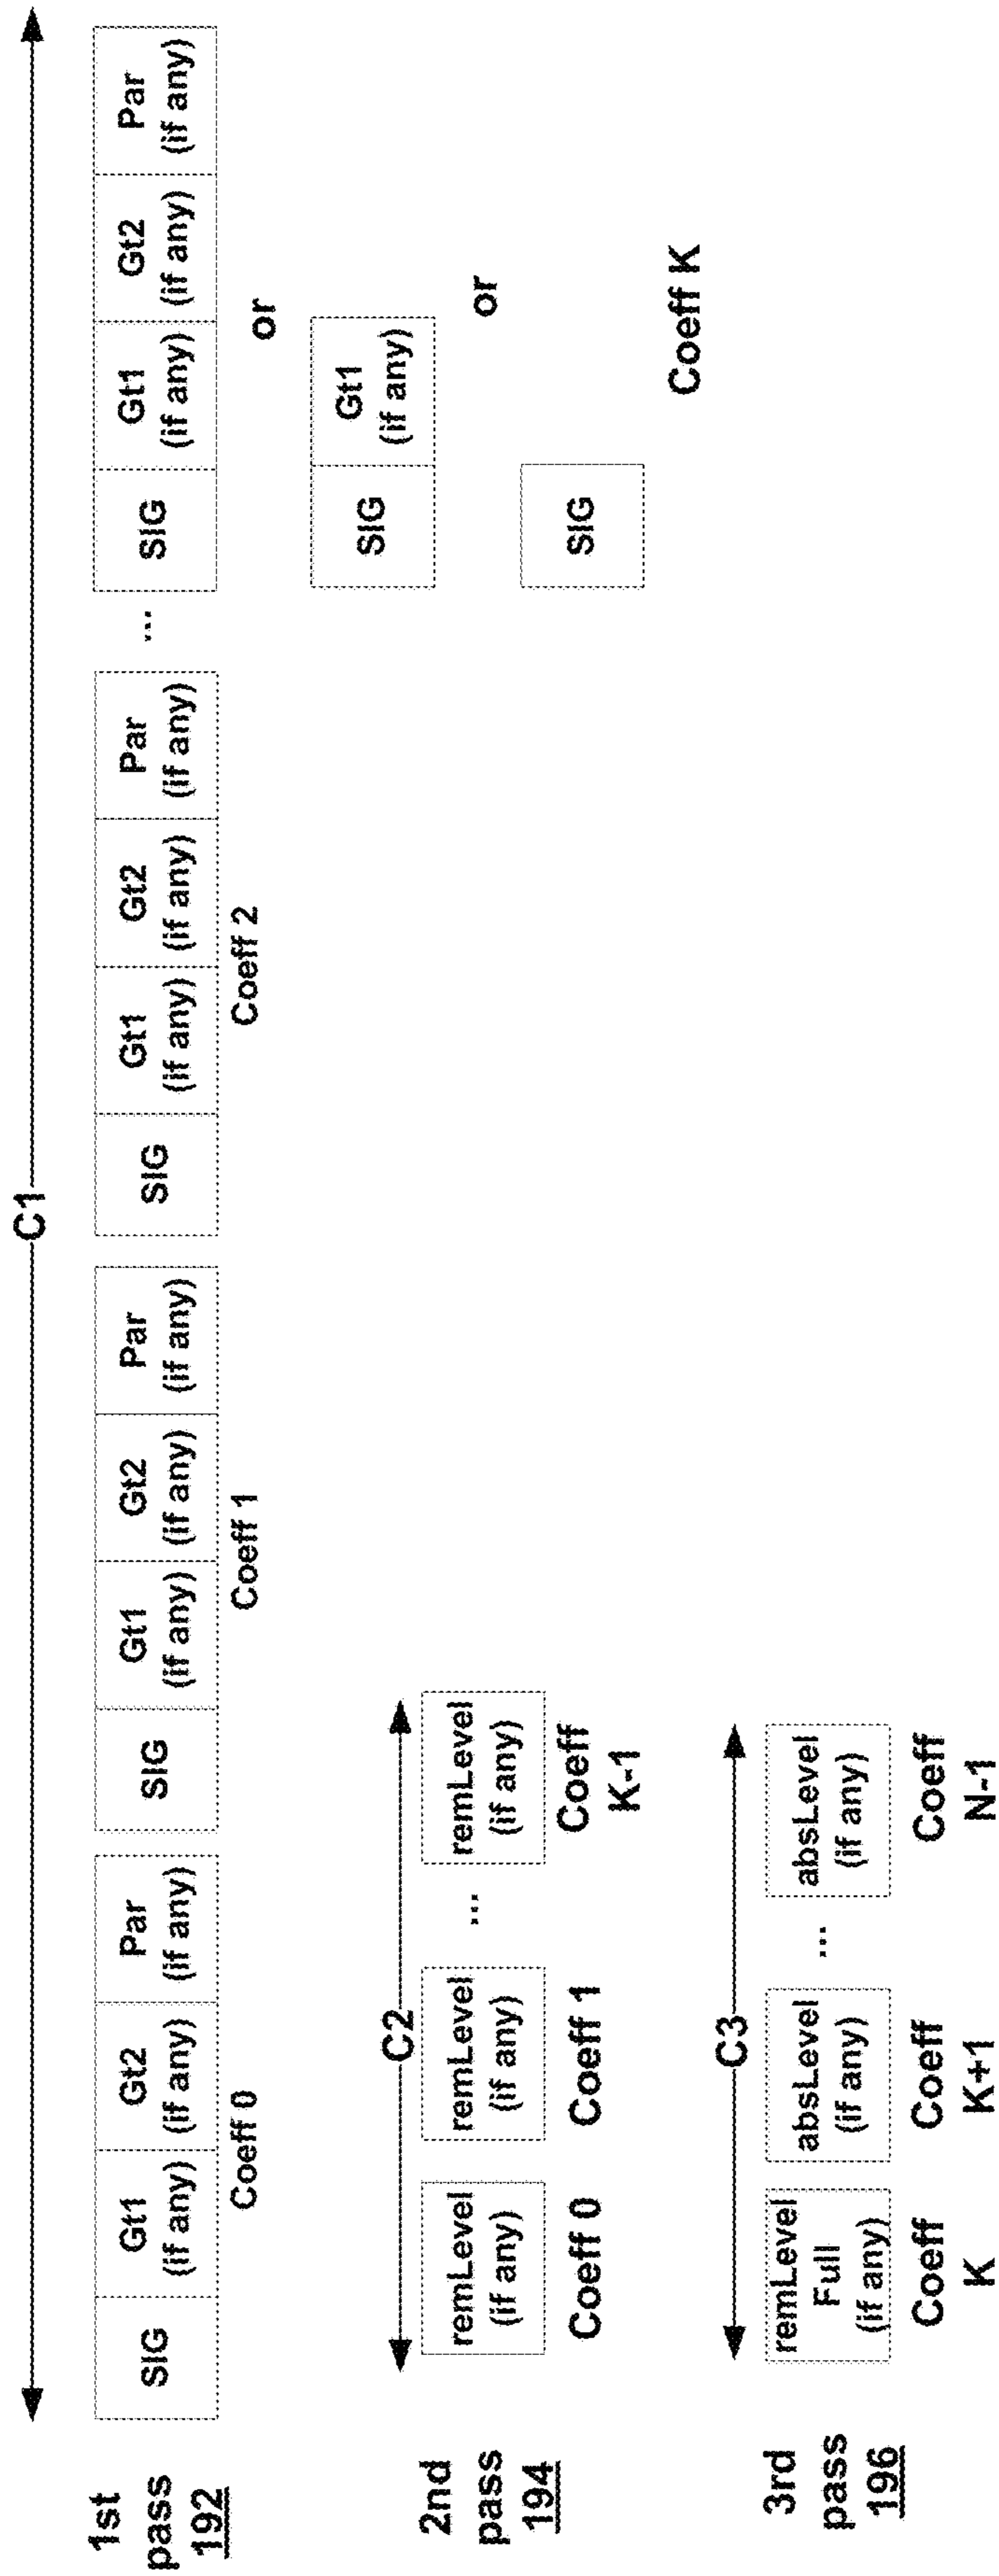 C1
1st
pass
192
SIG
Gt1
(if any)
Gt2
(if any)
Par
(if any)
Coeff 0
SIG
Gt1
(if any)
Gt2
(if any)
Par
(if any)
Coeff 1
SIG
Gt1
(if any)
Gt2
(if any)
Par
(if any)
Coeff 2
...
SIG
Gt1
(if any)
Gt2
(if any)
Par
(if any)
or
SIG
Gt1
(if any)
or
SIG
Coeff K
2nd
pass
194
C2
remLevel
(if any)
Coeff 0
remLevel
(if any)
Coeff 1
...
remLevel
(if any)
Coeff
K-1
3rd
pass
196
C3
remLevel
Full
(if any)
Coeff
K
absLevel
(if any)
Coeff
K+1
...
absLevel
(if any)
Coeff
N-1